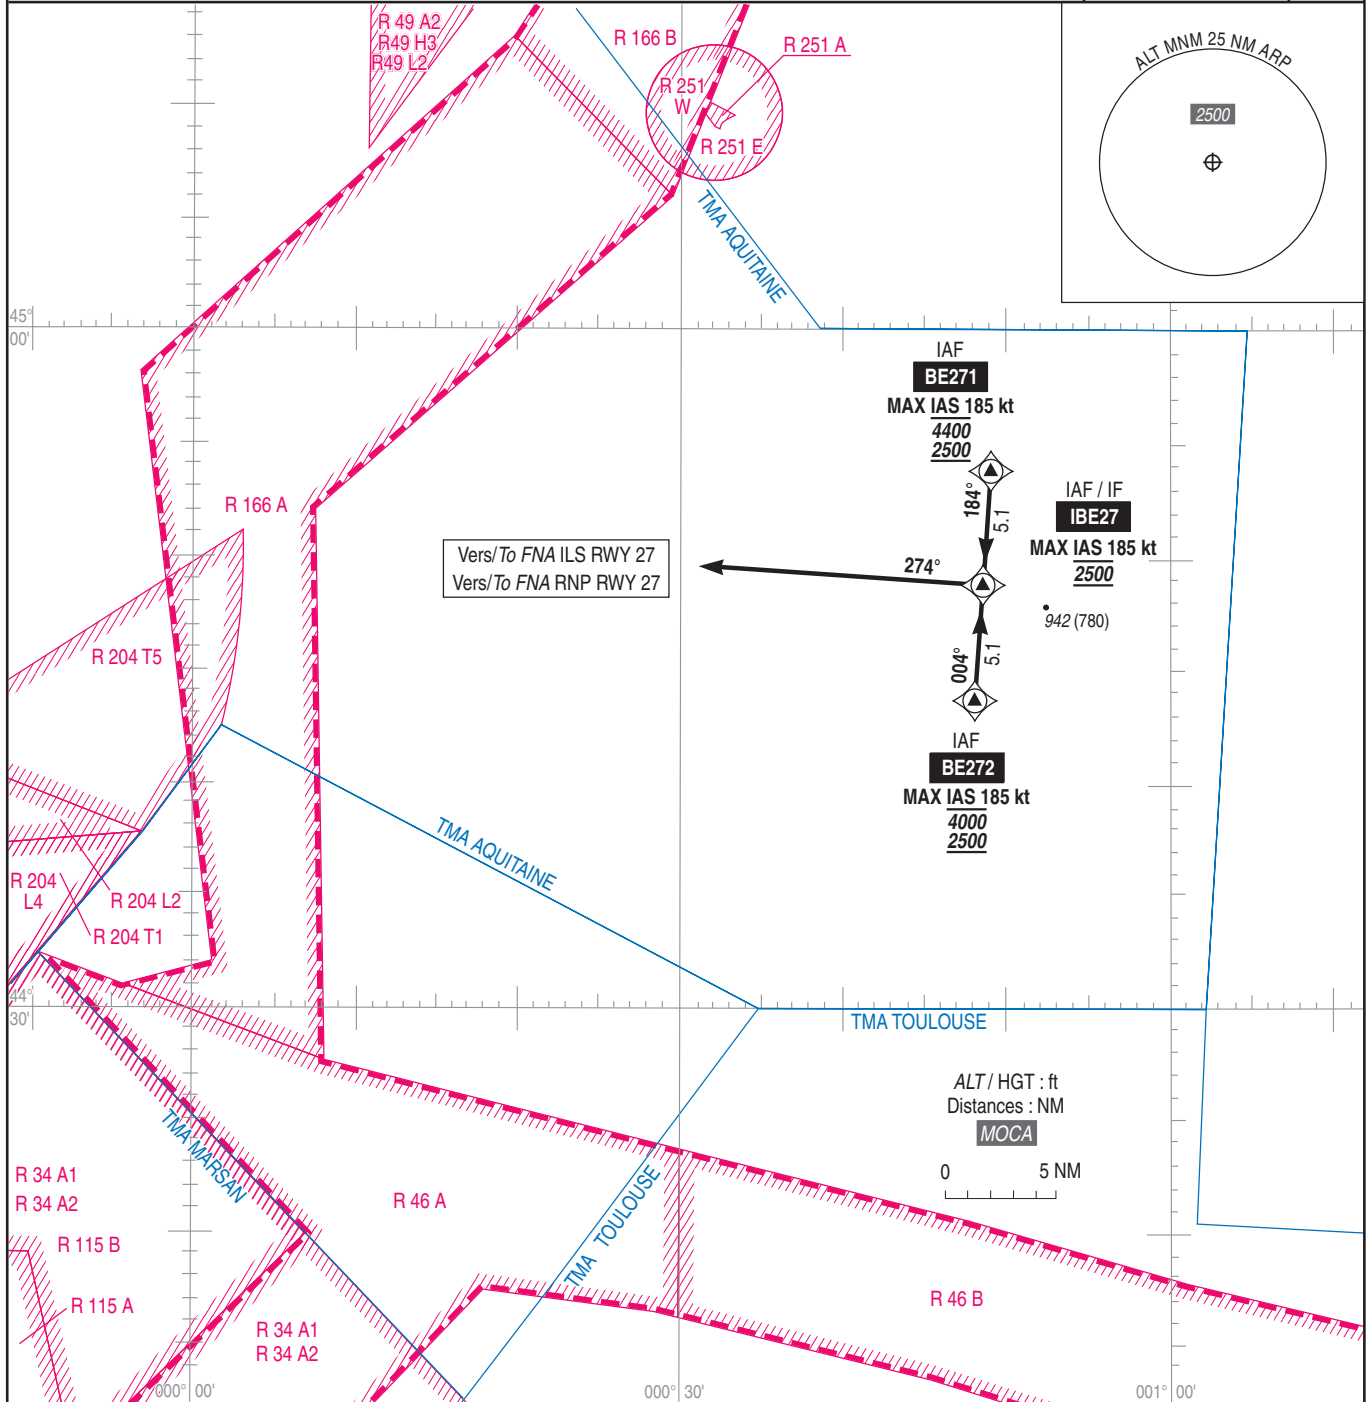 R 49 A2
R49 H3
R49 L2
R 166 B
R 251 A
R 251
W
R 251 E
ALT MNM 25 NM ARP
2500
TMA AQUITAINE
45°
00'
IAF
BE271
MAX IAS 185 kt
4400
2500
184°
5.1
IAF / IF
IBE27
MAX IAS 185 kt
2500
R 166 A
Vers/To FNA ILS RWY 27
Vers/To FNA RNP RWY 27
274°
942 (780)
R 204 T5
004°
5.1
IAF
BE272
MAX IAS 185 kt
4000
2500
TMA AQUITAINE
R 204
L4
R 204 L2
R 204 T1
44°
30'
TMA TOULOUSE
ALT / HGT : ft
Distances : NM
MOCA
0 5 NM
TMA MARSAN
TMA TOULOUSE
R 34 A1
R 34 A2
R 46 A
R 115 B
R 115 A
R 46 B
R 34 A1
R 34 A2
000° 00'
000° 30'
001° 00'